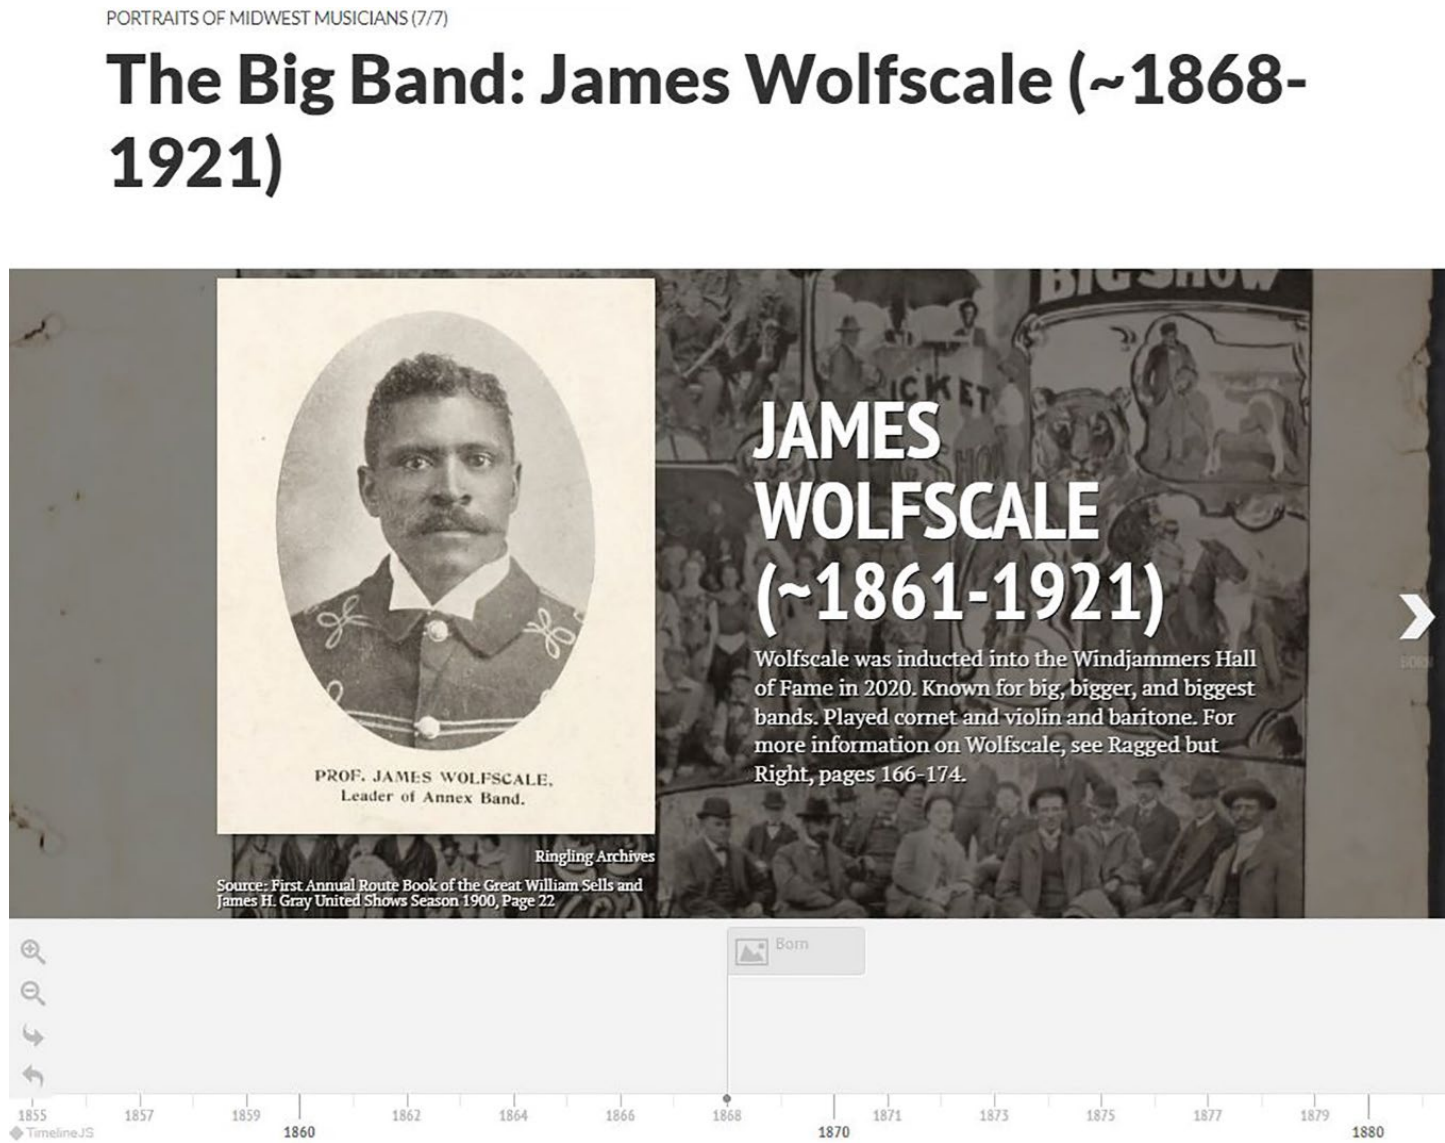 PORTRAITS OF MIDWEST MUSICIANS (7/7)
The Big Band: James Wolfscale (~1868-
1921)
BIG SHOW
TICKET
JAMES
WOLFSCALE
(~1861-1921)
Wolfscale was inducted into the Windjammers Hall
of Fame in 2020. Known for big, bigger, and biggest
bands. Played cornet and violin and baritone. For
more information on Wolfscale, see Ragged but
Right, pages 166-174.
BORN
PROF. JAMES WOLFSCALE,
Leader of Annex Band.
Ringling Archives
Source: First Annual Route Book of the Great William Sells and
James H. Gray United Shows Season 1900, Page 22
Born
1855 1857 1859 1862 1864 1866 1868 1871 1873 1875 1877 1879
1860 1870 1880
TimelineJS